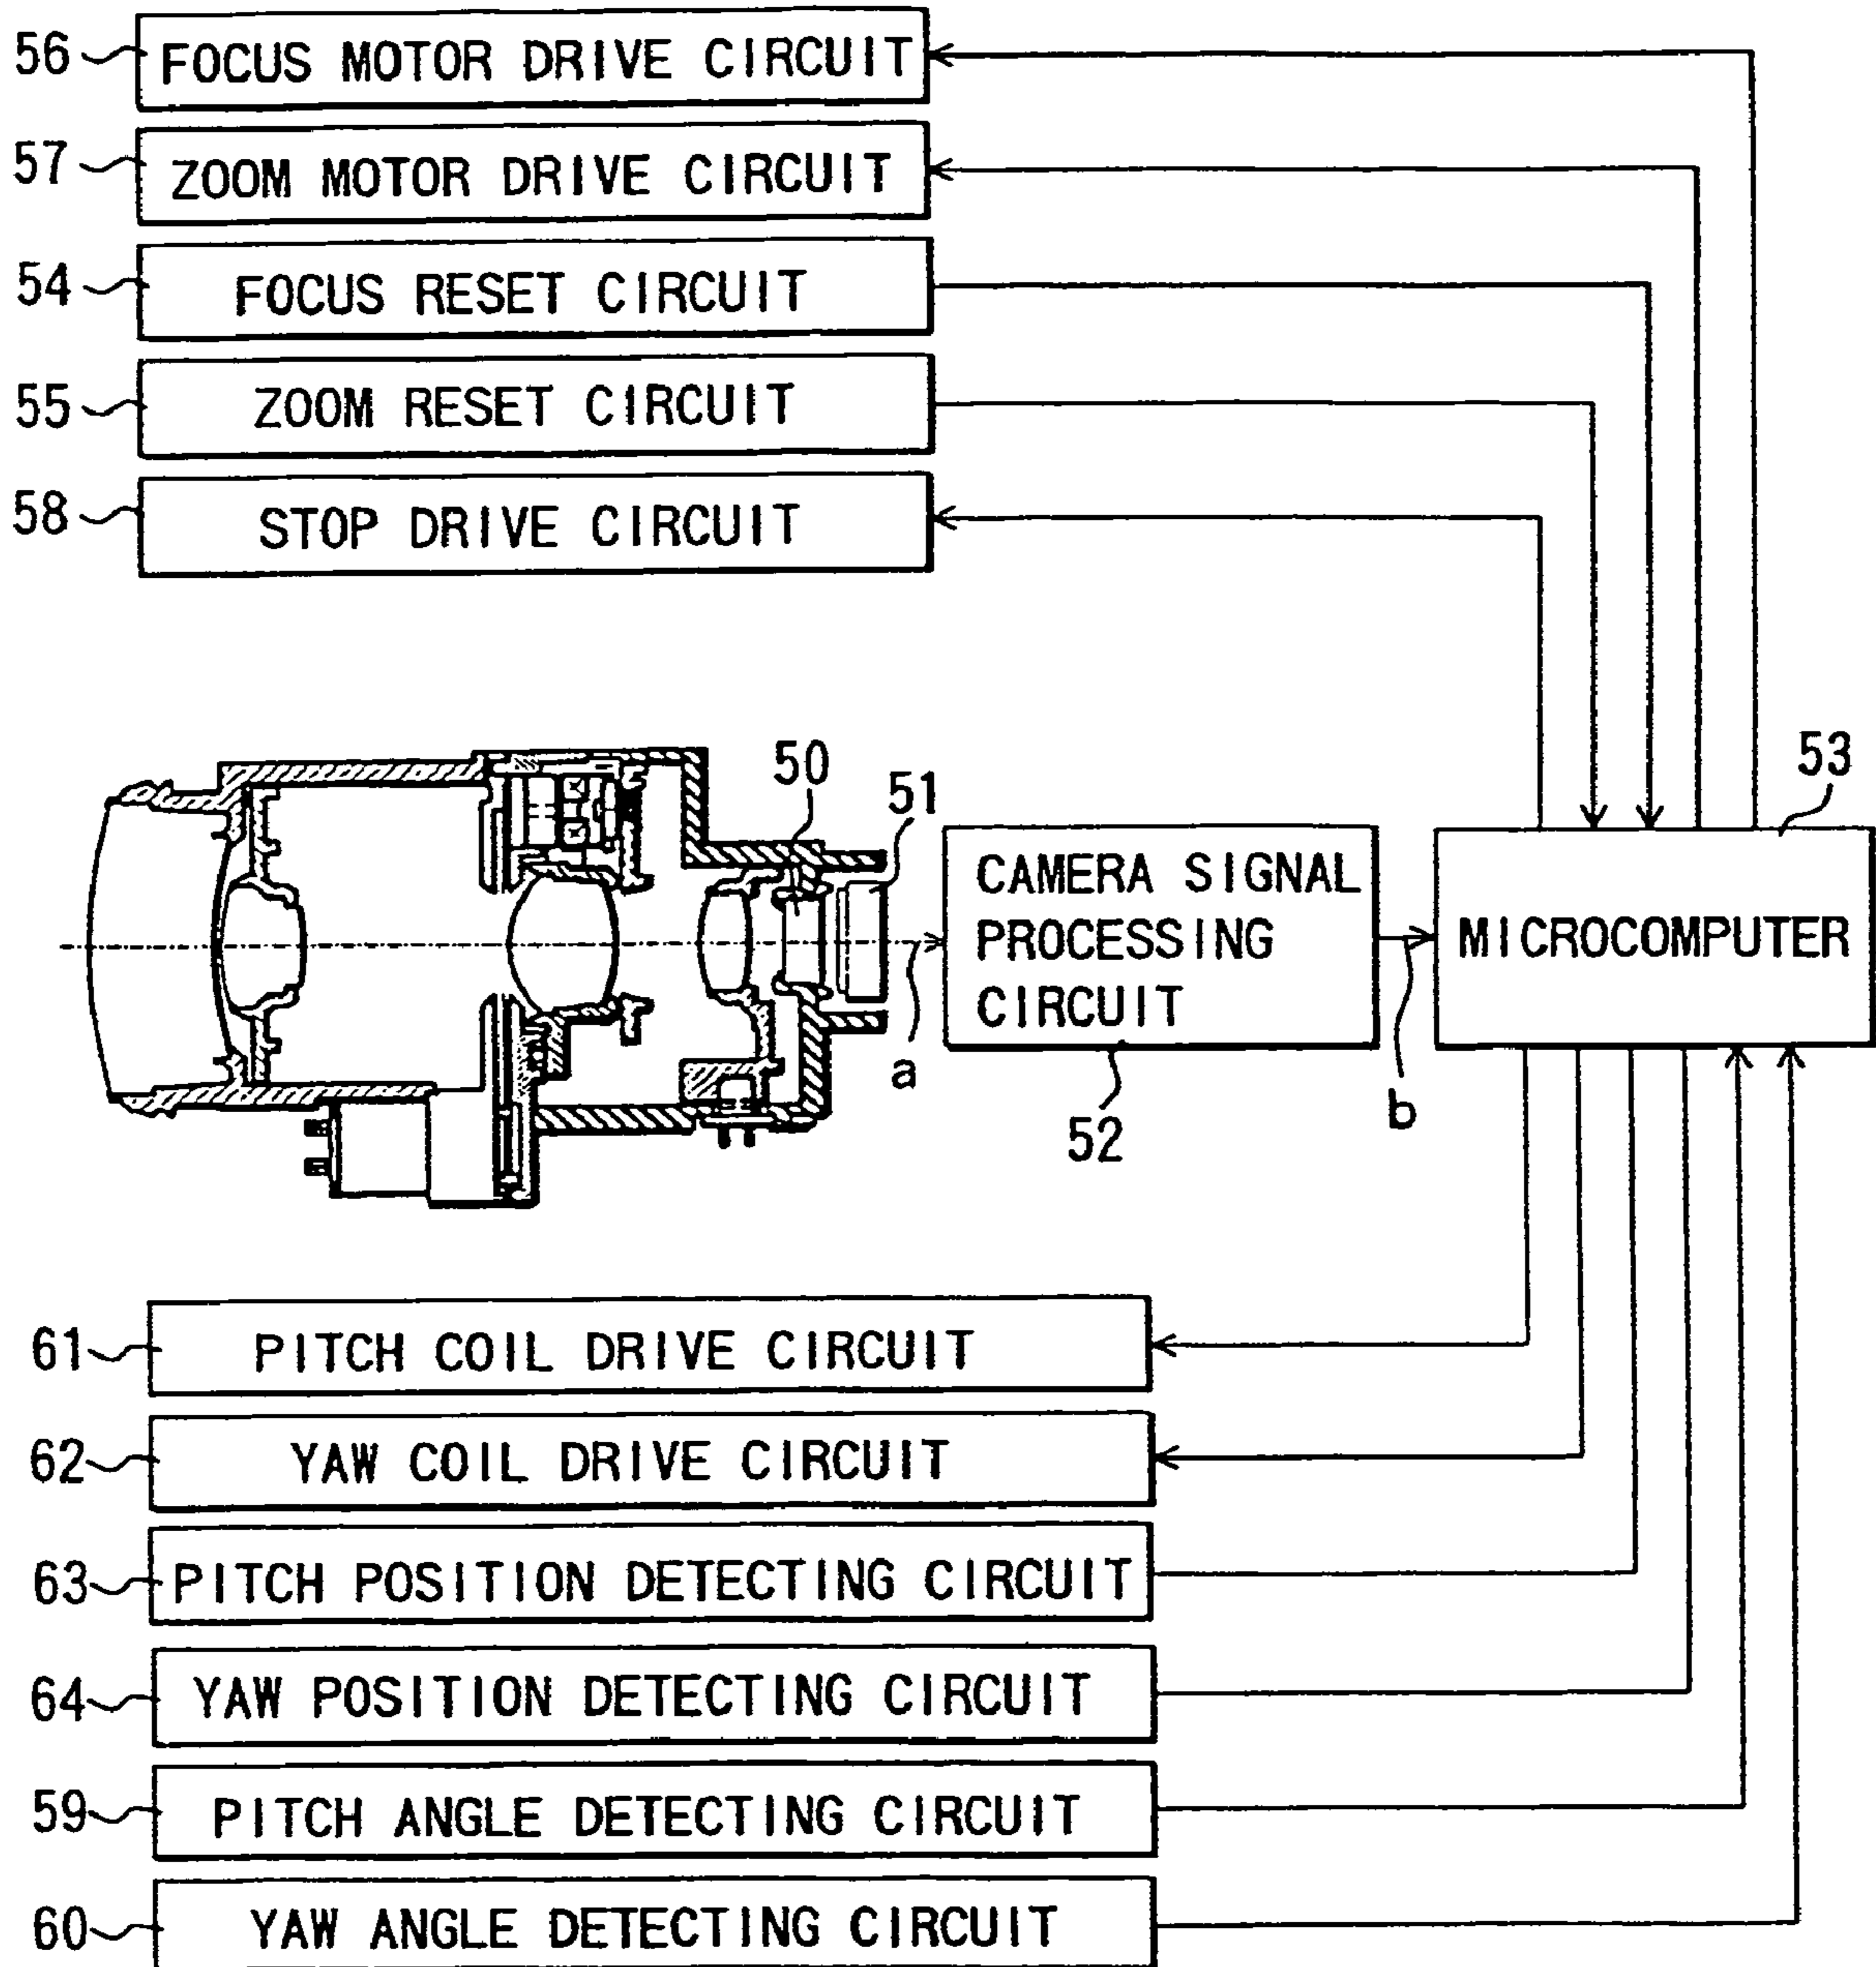 56 FOCUS MOTOR DRIVE CIRCUIT
57 ZOOM MOTOR DRIVE CIRCUIT
54 FOCUS RESET CIRCUIT
55 ZOOM RESET CIRCUIT
58 STOP DRIVE CIRCUIT
50
51
53
CAMERA SIGNAL
PROCESSING
CIRCUIT
MICROCOMPUTER
a
b
52
61 PITCH COIL DRIVE CIRCUIT
62 YAW COIL DRIVE CIRCUIT
63 PITCH POSITION DETECTING CIRCUIT
64 YAW POSITION DETECTING CIRCUIT
59 PITCH ANGLE DETECTING CIRCUIT
60 YAW ANGLE DETECTING CIRCUIT